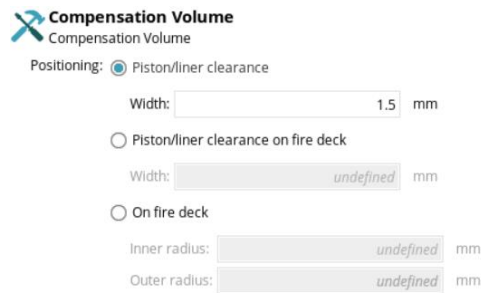 Compensation Volume
Compensation Volume
Positioning: Piston/liner clearance
Width: 1.5 mm
Piston/liner clearance on fire deck
Width: undefined mm
On fire deck
Inner radius: undefined mm
Outer radius: undefined mm